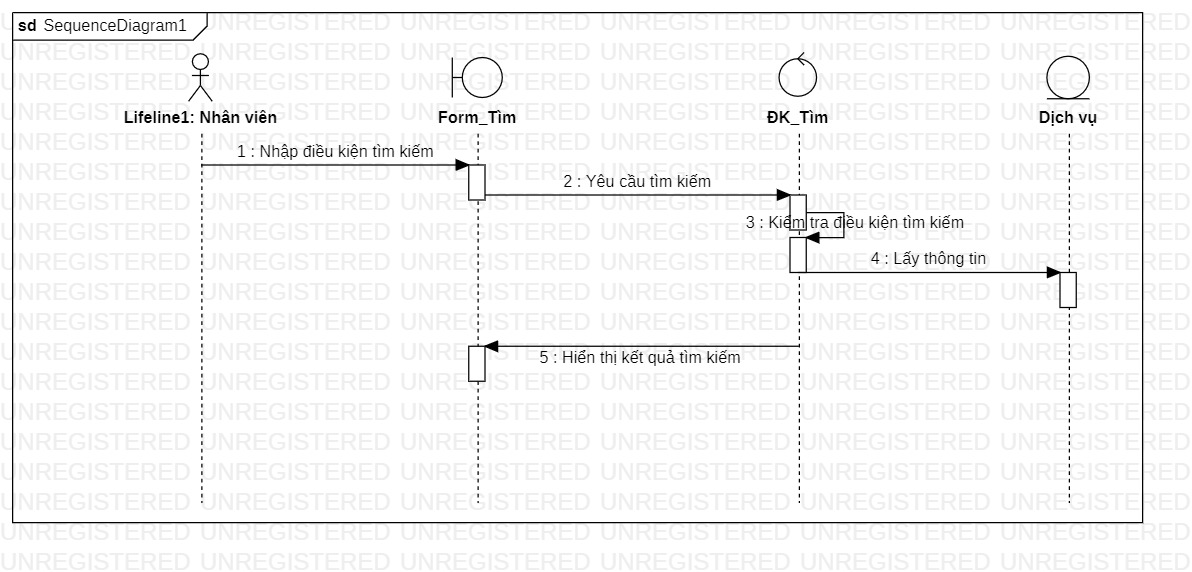 sd SequenceDiagram1
Lifeline1: Nhân viên
Form_Tìm
ĐK_Tìm
Dịch vụ
1 : Nhập điều kiện tìm kiếm
2 : Yêu cầu tìm kiếm
3 : Kiểm tra điều kiện tìm kiếm
4 : Lấy thông tin
5 : Hiển thị kết quả tìm kiếm
UNREGISTERED UNREGISTERED UNREGISTERED UNREGISTERED UNREGISTERED UNREGISTERED